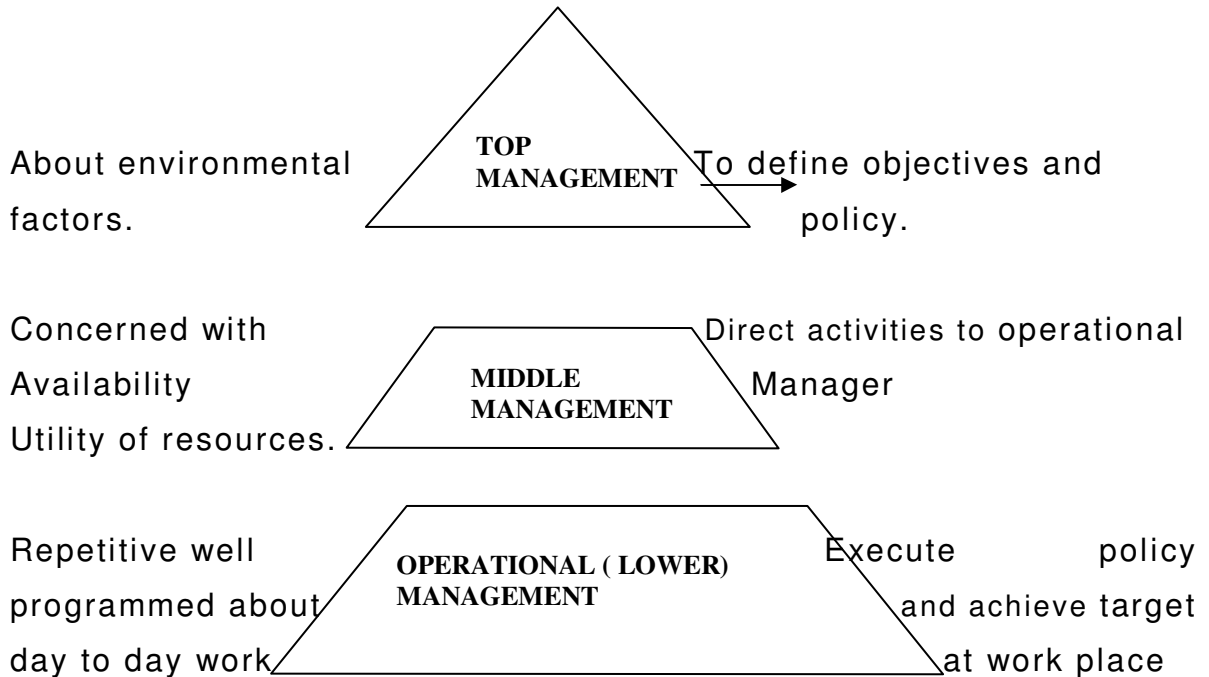 About environmental
factors.
TOP
MANAGEMENT
To define objectives and
policy.
Concerned with
Availability
Utility of resources.
MIDDLE
MANAGEMENT
Direct activities to operational
Manager
Repetitive well
programmed about
day to day work
OPERATIONAL ( LOWER)
MANAGEMENT
Execute policy
and achieve target
at work place